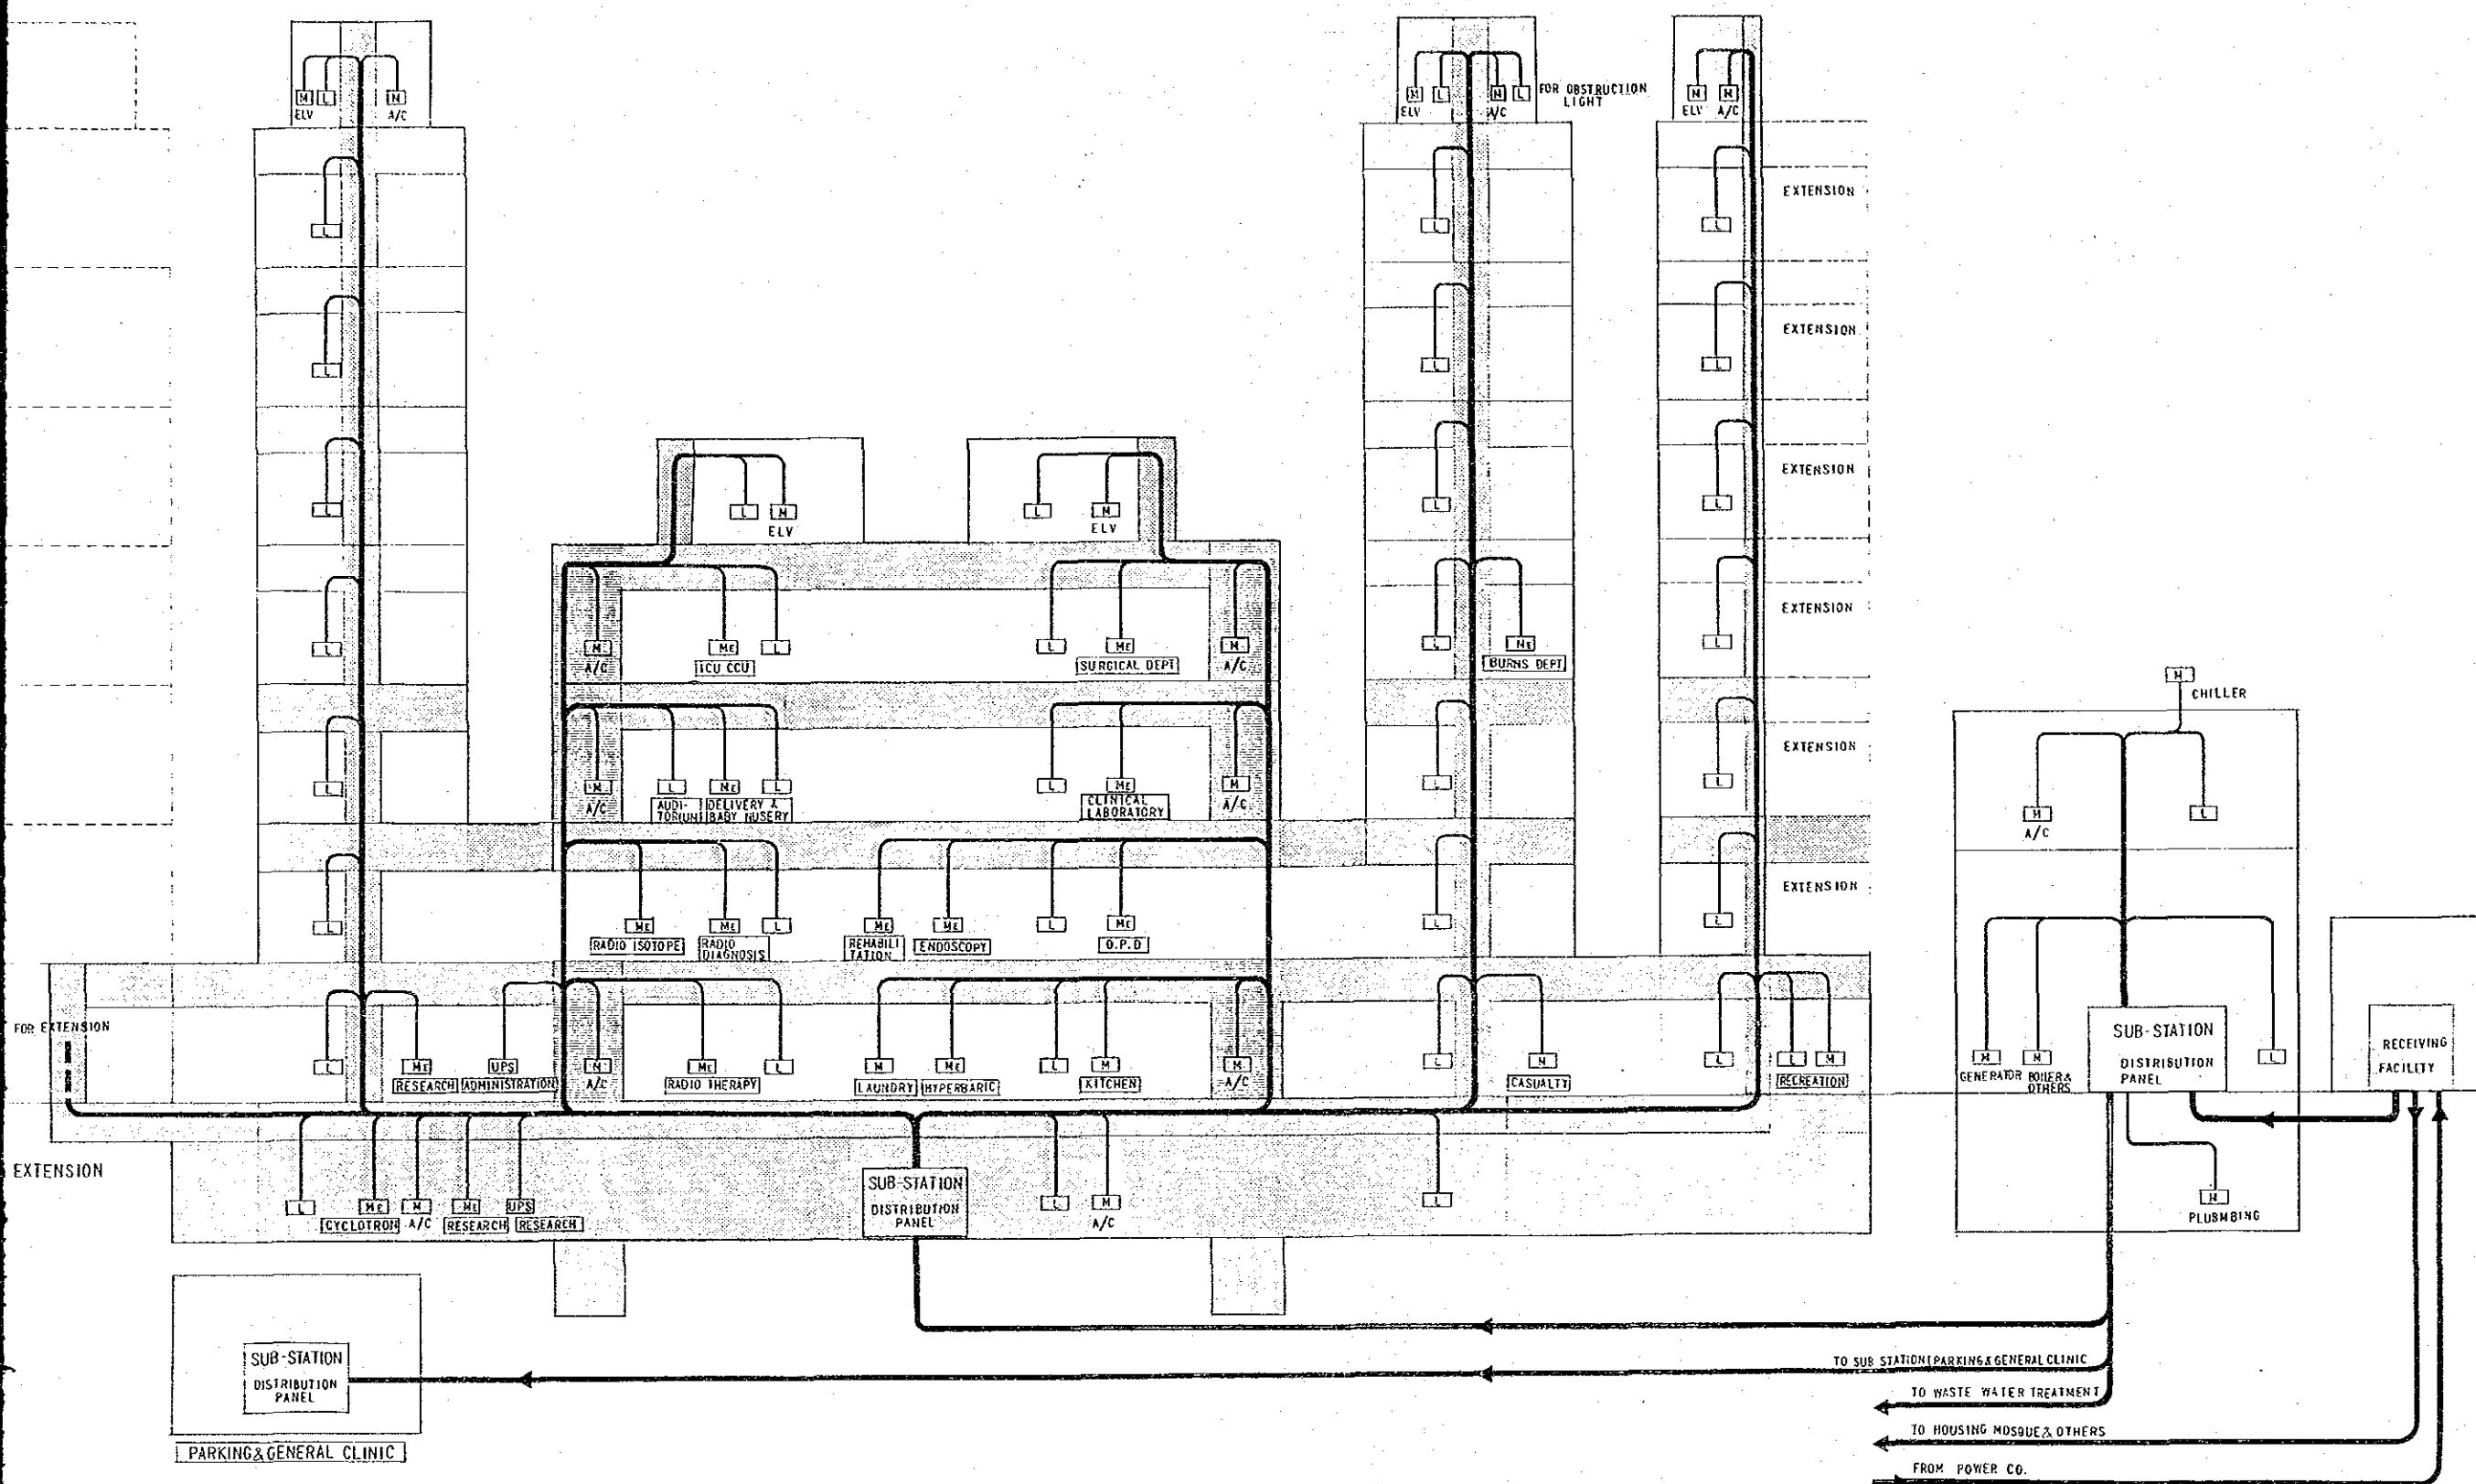 M L M
ELV A/C
M L M L FOR OBSTRUCTION
LIGHT
ELV A/C
M M
ELV A/C
L
L
L
EXTENSION
L
L
L
EXTENSION
L
L
L
EXTENSION
L M
ELV
L M
ELV
L
M
A/C
ME
ICU CCU
L
L
ME
SURGICAL DEPT
M
A/C
L
ME
BURNS DEPT
L
EXTENSION
L
M
A/C
L
AUDI-
TORIUM
ME
DELIVERY &
BABY NUSERY
L
L
ME
CLINICAL
LABORATORY
M
A/C
L
L
EXTENSION
M
CHILLER
M
A/C
L
L
ME
RADIO ISOTOPE
ME
RADIO
DIAGNOSIS
L
ME
REHABILI
TATION
ME
ENDOSCOPY
L
ME
O.P.D
L
L
EXTENSION
FOR EXTENSION
L
ME
RESEARCH
UPS
ADMINISTRATION
M
A/C
ME
RADIO THERAPY
L
M
LAUNDRY
ME
HYPERBARIC
L
M
KITCHEN
M
A/C
L
M
CASUALTY
L
L M
RECREATION
M
GENERATOR
M
BOILER &
OTHERS
SUB-STATION
DISTRIBUTION
PANEL
L
RECEIVING
FACILITY
EXTENSION
L
ME
CYCLOTRON
M
A/C
ME
RESEARCH
UPS
RESEARCH
SUB-STATION
DISTRIBUTION
PANEL
L
M
A/C
L
M
PLUBMBING
SUB-STATION
DISTRIBUTION
PANEL
PARKING&GENERAL CLINIC
TO SUB STATION(PARKING&GENERAL CLINIC
TO WASTE WATER TREATMENT
TO HOUSING MOSQUE& OTHERS
FROM POWER CO.